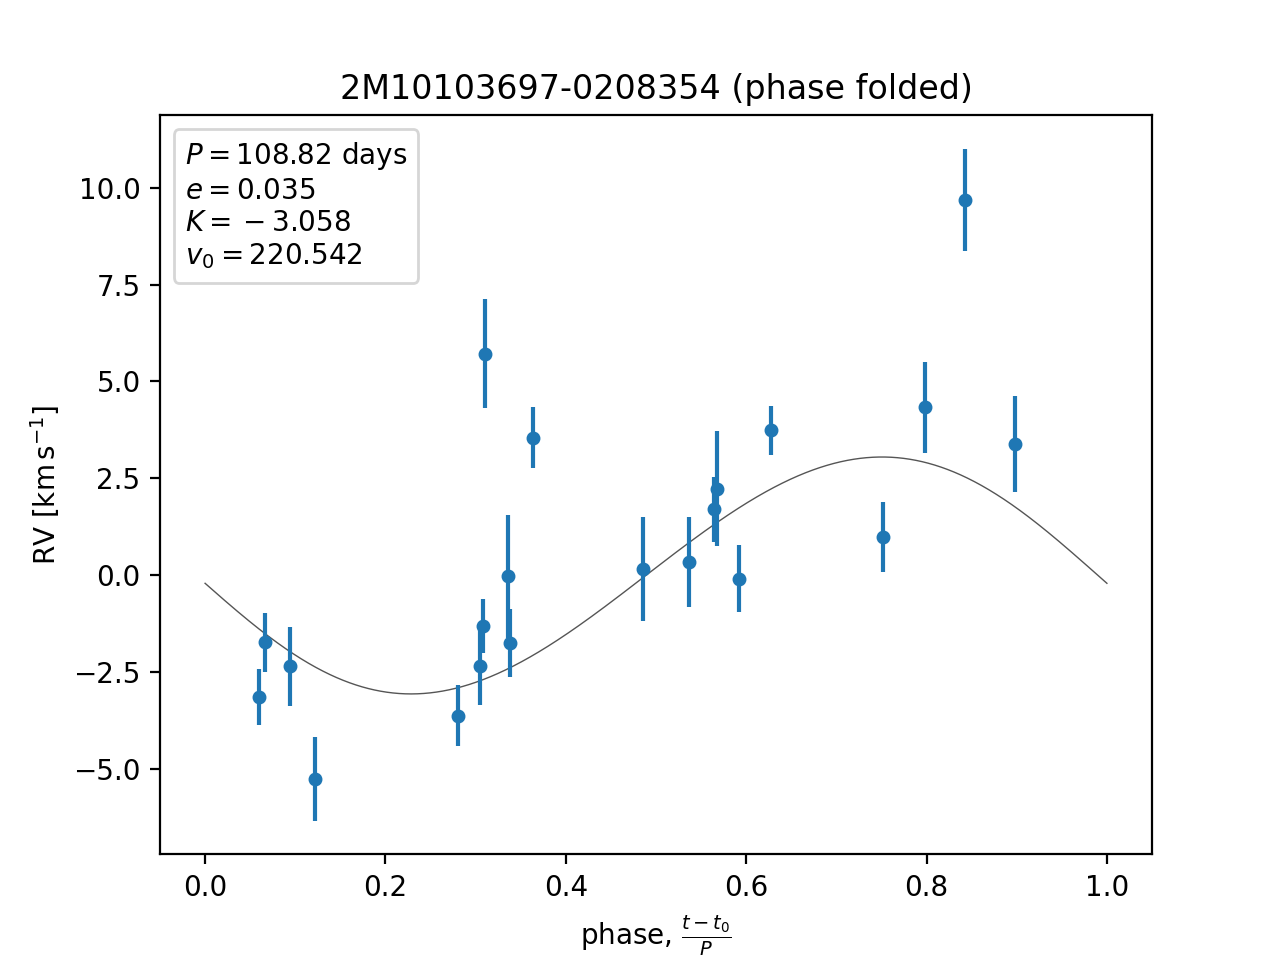 2M10103697-0208354 (phase folded)
P = 108.82 days
e = 0.035
K = −3.058
v₀ = 220.542
10.0
7.5
5.0
2.5
0.0
−2.5
−5.0
RV [km s⁻¹]
0.0 0.2 0.4 0.6 0.8 1.0
phase, (t − t₀)/P